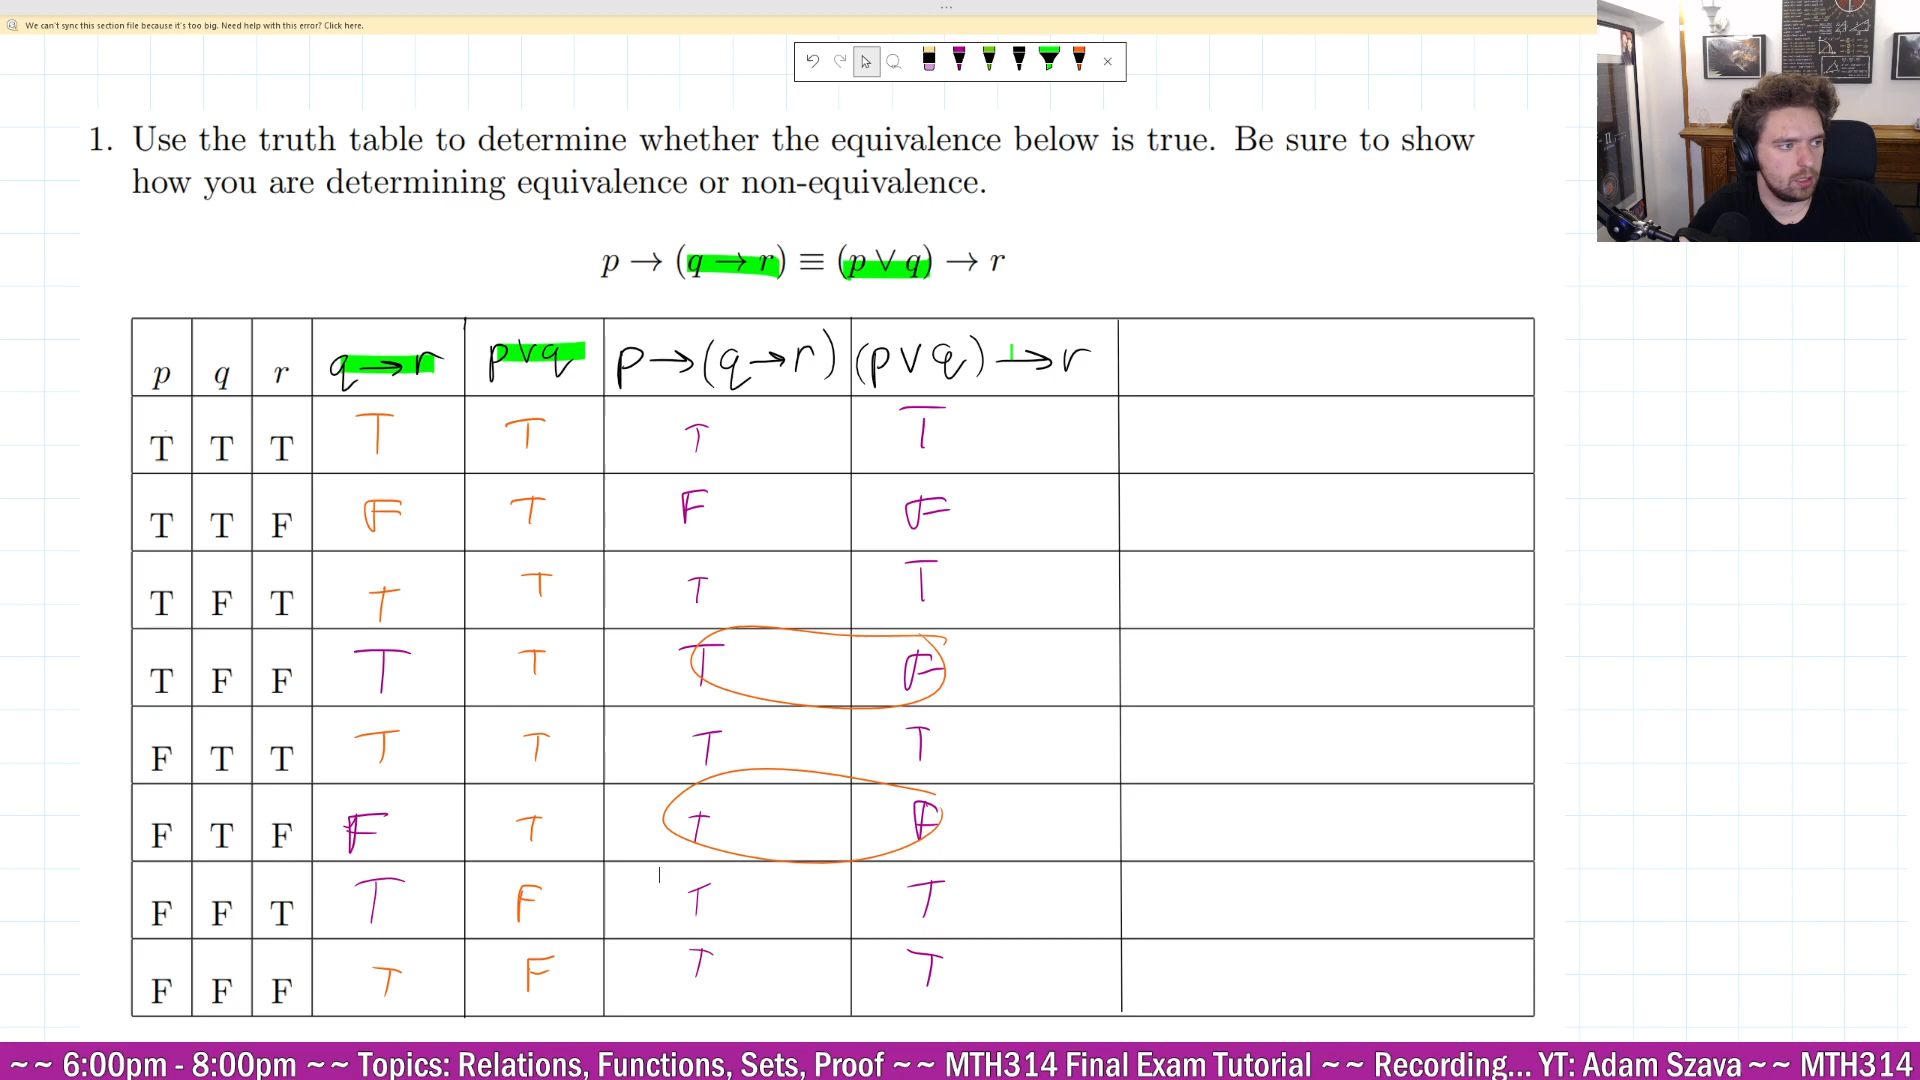 We can't sync this section file because it's too big. Need help with this error? Click here.
1. Use the truth table to determine whether the equivalence below is true. Be sure to show
how you are determining equivalence or non-equivalence.
p → (q → r) ≡ (p ∨ q) → r
p q r q → r p ∨ q p → (q → r) (p ∨ q) → r
T T T T T T T
T T F F T F F
T F T T T T T
T F F T T T F
F T T T T T T
F T F F T T F
F F T T F T T
F F F T F T T
~~ 6:00pm - 8:00pm ~~ Topics: Relations, Functions, Sets, Proof ~~ MTH314 Final Exam Tutorial ~~ Recording... YT: Adam Szava ~~ MTH314